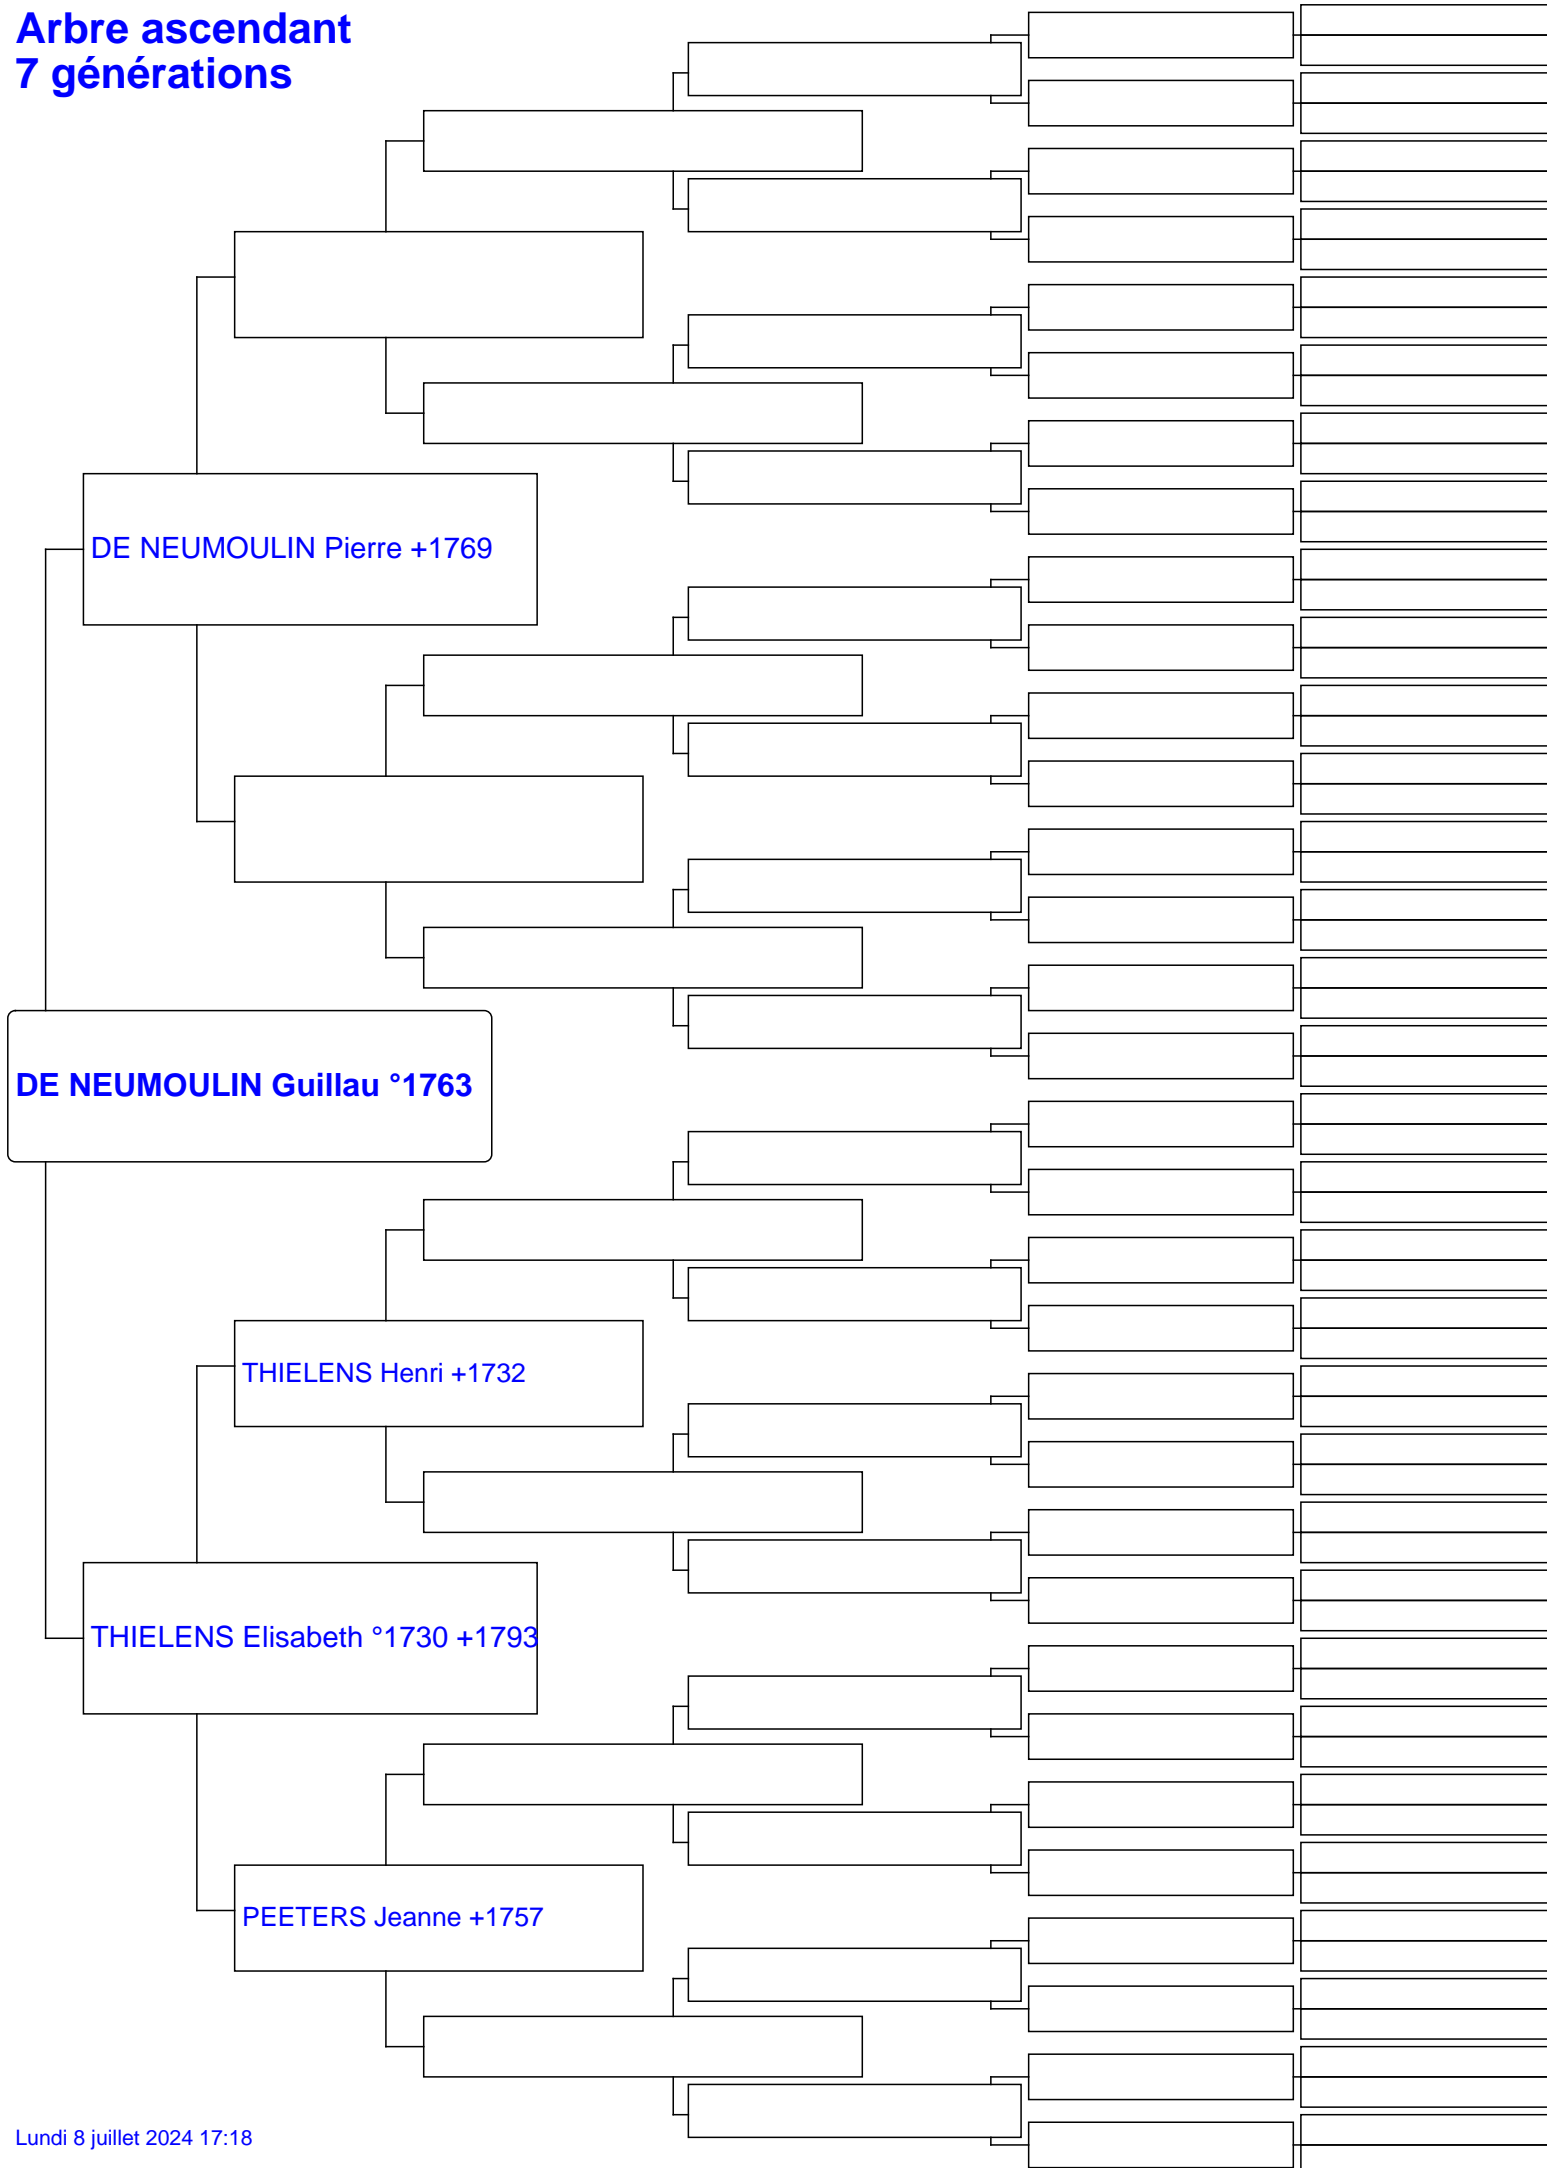 Arbre ascendant
7 générations
DE NEUMOULIN Pierre +1769
DE NEUMOULIN Guillau °1763
THIELENS Henri +1732
THIELENS Elisabeth °1730 +1793
PEETERS Jeanne +1757
Lundi 8 juillet 2024 17:18